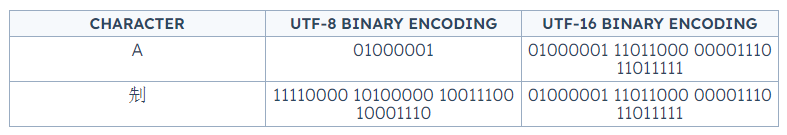 CHARACTER UTF-8 BINARY ENCODING UTF-16 BINARY ENCODING
A 01000001 01000001 11011000 00001110
11011111
𠜎 11110000 10100000 10011100 01000001 11011000 00001110
10001110 11011111